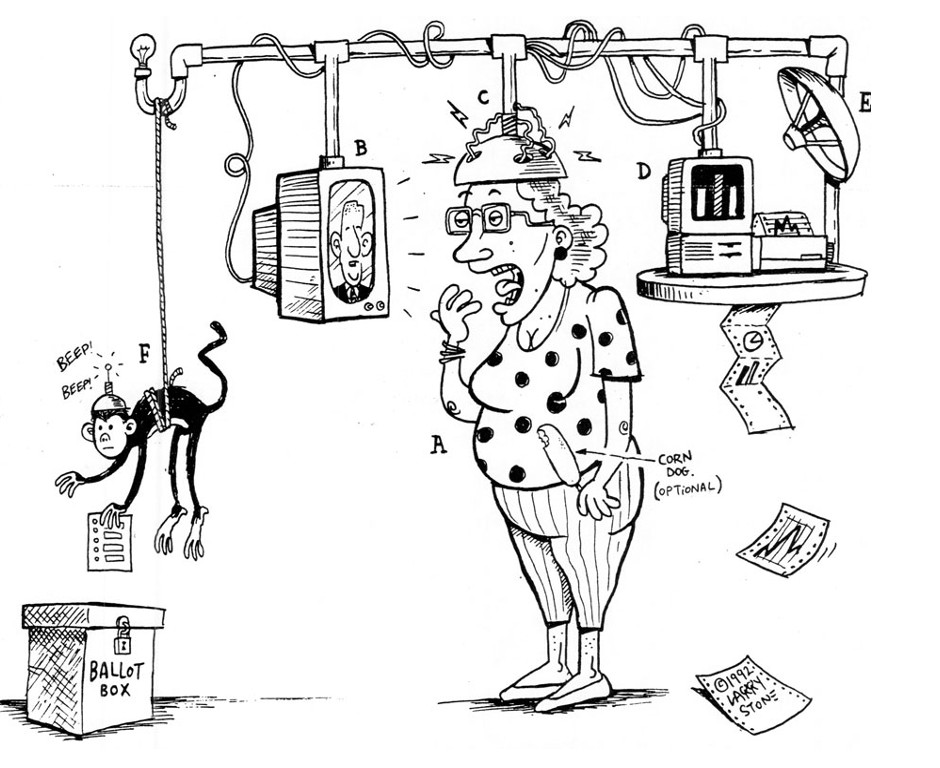 C
E
B
D
BEEP!
BEEP!
F
A
CORN
DOG.
(OPTIONAL)
BALLOT
BOX
©1992
LARRY
STONE